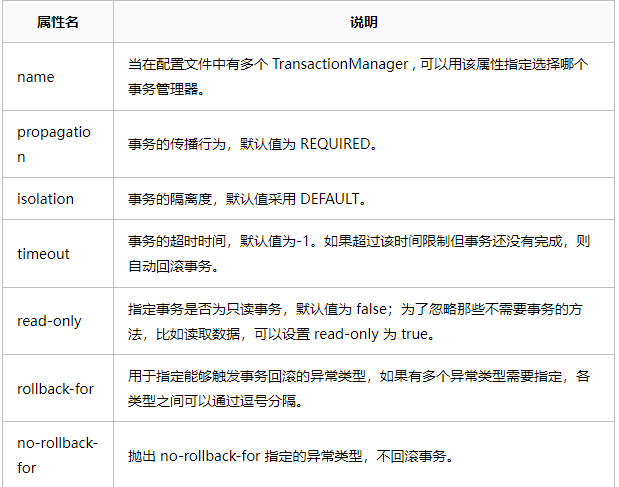 属性名 说明
name
当在配置文件中有多个 TransactionManager , 可以用该属性指定选择哪个
事务管理器。
propagatio
n
事务的传播行为，默认值为 REQUIRED。
isolation
事务的隔离度，默认值采用 DEFAULT。
timeout
事务的超时时间，默认值为-1。如果超过该时间限制但事务还没有完成，则
自动回滚事务。
read-only
指定事务是否为只读事务，默认值为 false；为了忽略那些不需要事务的方
法，比如读取数据，可以设置 read-only 为 true。
rollback-for
用于指定能够触发事务回滚的异常类型，如果有多个异常类型需要指定，各
类型之间可以通过逗号分隔。
no-rollback-
for
抛出 no-rollback-for 指定的异常类型，不回滚事务。